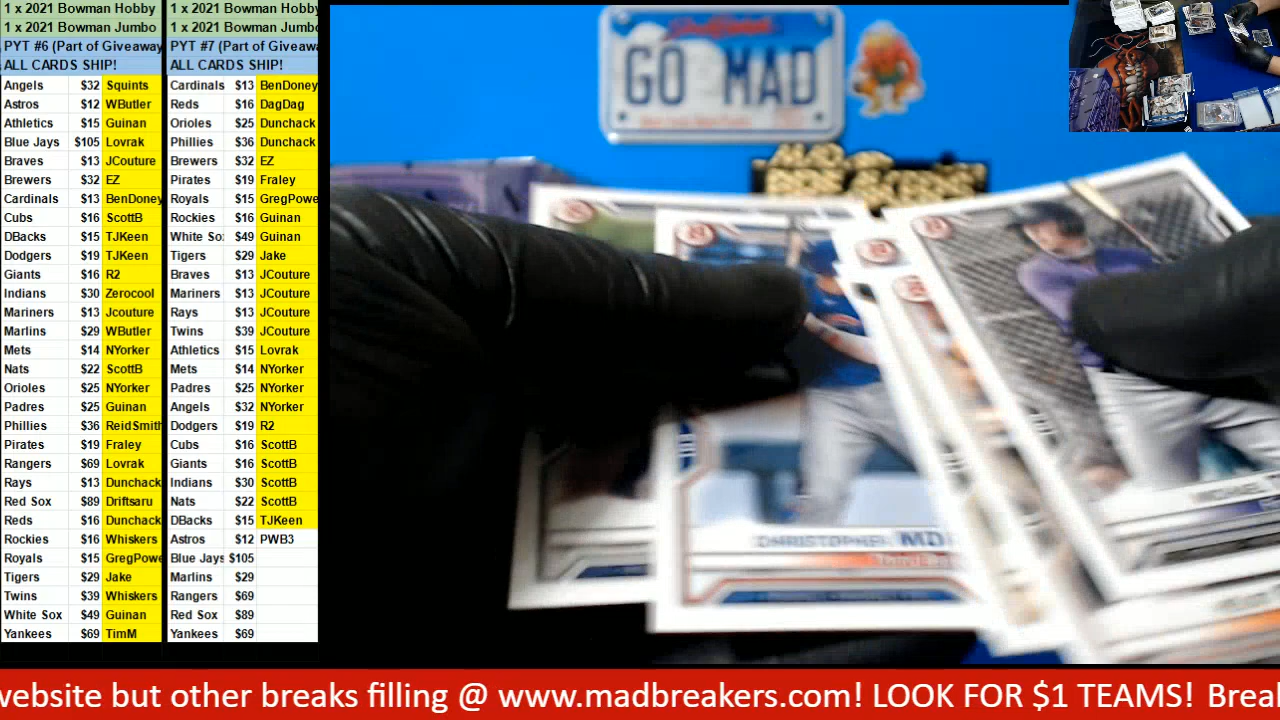 1 x 2021 Bowman Hobby
1 x 2021 Bowman Jumbo
PYT #6 (Part of Giveaway
ALL CARDS SHIP!
Angels $32 Squints
Astros $12 WButler
Athletics $15 Guinan
Blue Jays $105 Lovrak
Braves $13 JCouture
Brewers $32 EZ
Cardinals $13 BenDoney
Cubs $16 ScottB
DBacks $15 TJKeen
Dodgers $19 TJKeen
Giants $16 R2
Indians $30 Zerocool
Mariners $13 Jcouture
Marlins $29 WButler
Mets $14 NYorker
Nats $22 ScottB
Orioles $25 NYorker
Padres $25 Guinan
Phillies $36 ReidSmith
Pirates $19 Fraley
Rangers $69 Lovrak
Rays $13 Dunchack
Red Sox $89 Driftsaru
Reds $16 Dunchack
Rockies $16 Whiskers
Royals $15 GregPowe
Tigers $29 Jake
Twins $39 Whiskers
White Sox $49 Guinan
Yankees $69 TimM
1 x 2021 Bowman Hobby
1 x 2021 Bowman Jumbo
PYT #7 (Part of Giveawa
ALL CARDS SHIP!
Cardinals $13 BenDoney
Reds $16 DagDag
Orioles $25 Dunchack
Phillies $36 Dunchack
Brewers $32 EZ
Pirates $19 Fraley
Royals $15 GregPowe
Rockies $16 Guinan
White So $49 Guinan
Tigers $29 Jake
Braves $13 JCouture
Mariners $13 JCouture
Rays $13 JCouture
Twins $39 JCouture
Athletics $15 Lovrak
Mets $14 NYorker
Padres $25 NYorker
Angels $32 NYorker
Dodgers $19 R2
Cubs $16 ScottB
Giants $16 ScottB
Indians $30 ScottB
Nats $22 ScottB
DBacks $15 TJKeen
Astros $12 PWB3
Blue Jays $105
Marlins $29
Rangers $69
Red Sox $89
Yankees $69
GO MAD
CHRISTOPHER
website but other breaks filling @ www.madbreakers.com! LOOK FOR $1 TEAMS! Brea